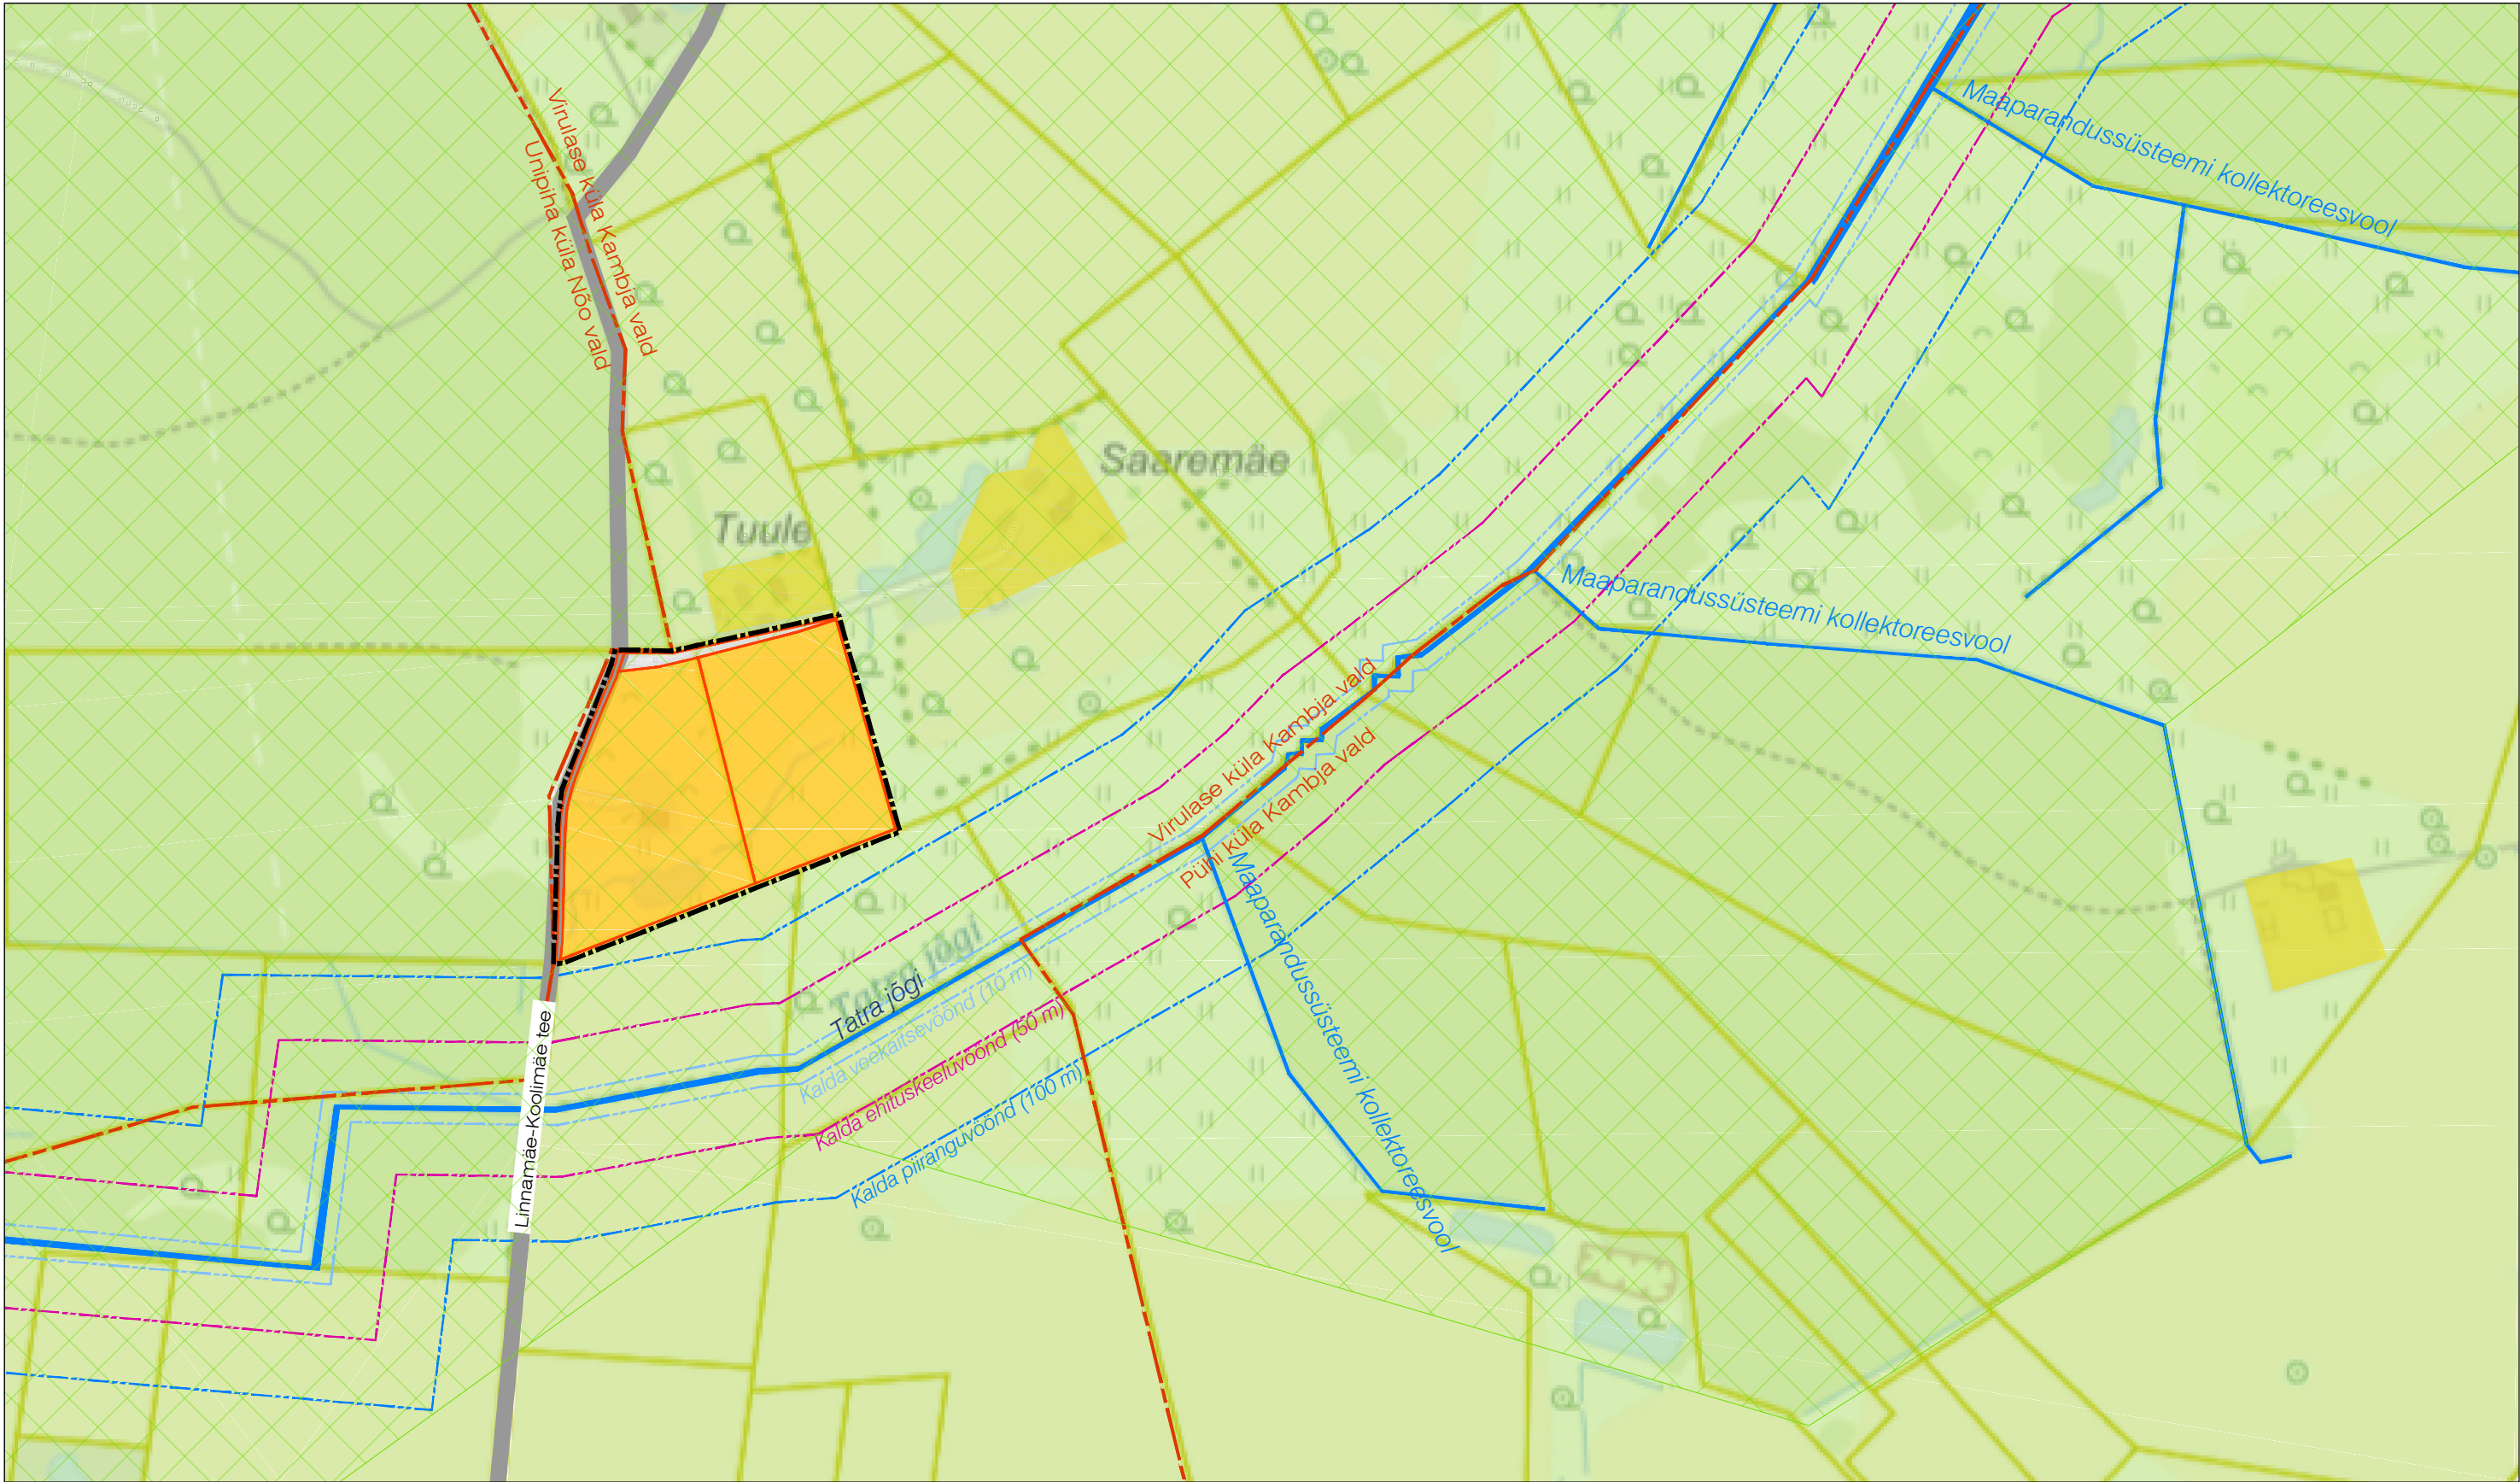 Virulase küla Kambja vald
Unipiha küla Nõo vald
Maaparandussüsteemi kollektoreesvool
Saaremäe
Tuule
Maaparandussüsteemi kollektoreesvool
Virulase küla Kambja vald
Pühi küla Kambja vald
Maaparandussüsteemi kollektoreesvool
Tatra jõgi
Tatra jõgi
Kalda veekaitsevöönd (10 m)
Kalda ehituskeeluvöönd (50 m)
Kalda piiranguvöönd (100 m)
Linnamäe-Koolimäe tee